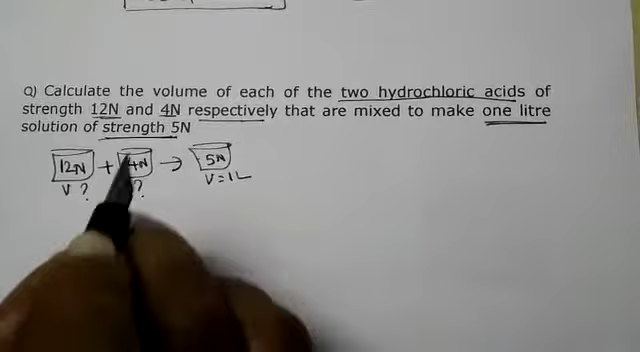 Q) Calculate the volume of each of the two hydrochloric acids of
strength 12N and 4N respectively that are mixed to make one litre
solution of strength 5N
12N + 4N → 5N
V ? ? V = 1L